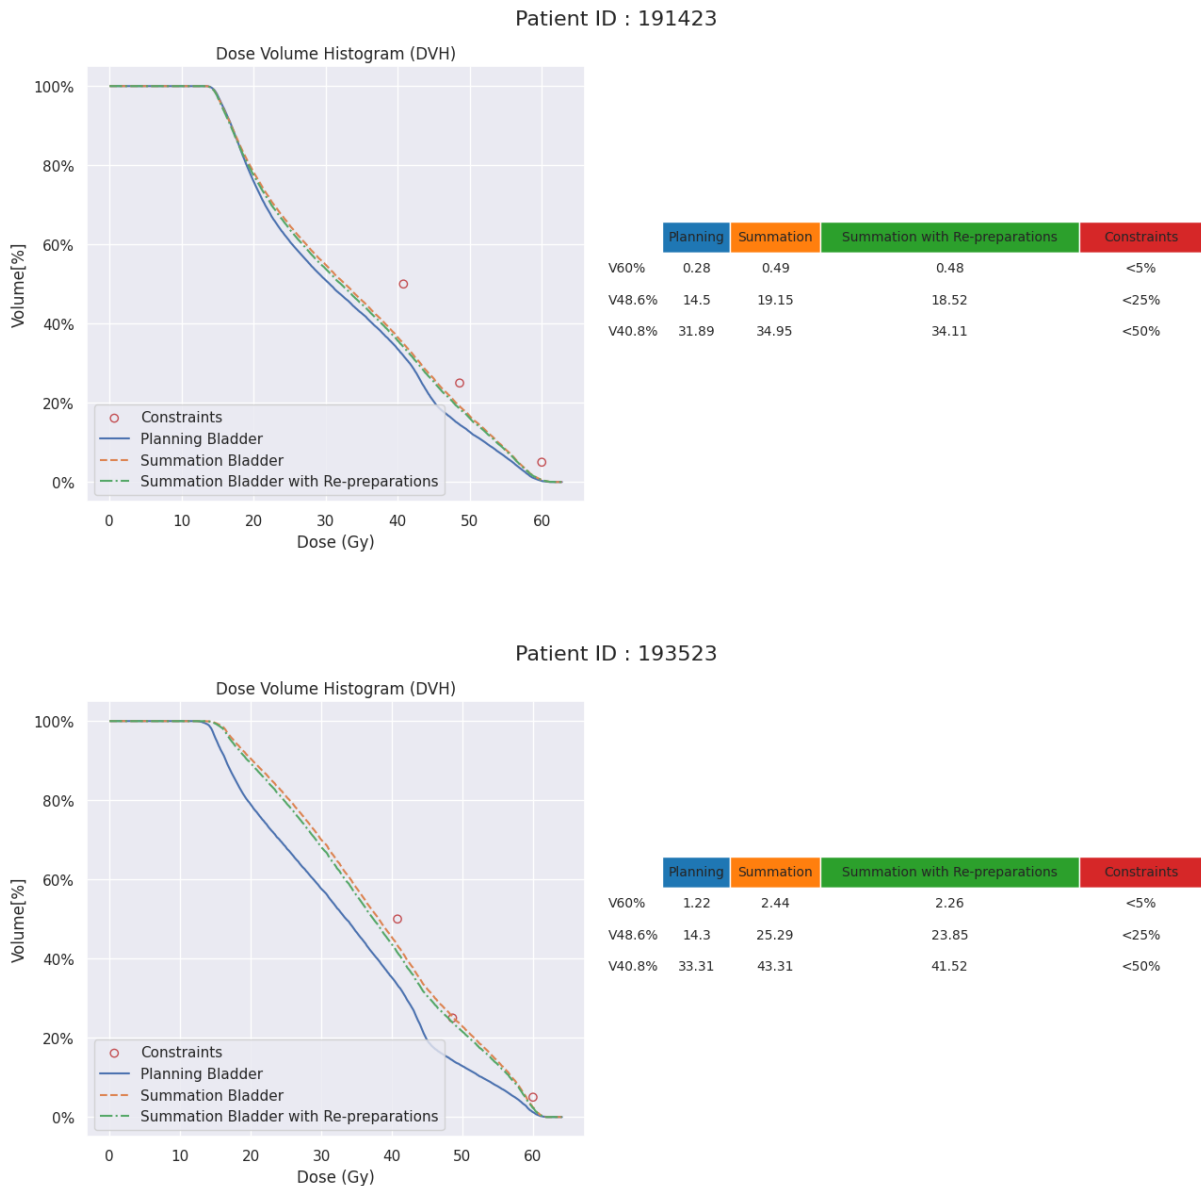 Patient ID : 191423
Dose Volume Histogram (DVH)
100%
80%
60%
40%
20%
0%
Volume[%]
Constraints
Planning Bladder
Summation Bladder
Summation Bladder with Re-preparations
0 10 20 30 40 50 60
Dose (Gy)
Planning Summation Summation with Re-preparations Constraints
V60% 0.28 0.49 0.48 <5%
V48.6% 14.5 19.15 18.52 <25%
V40.8% 31.89 34.95 34.11 <50%
Patient ID : 193523
Dose Volume Histogram (DVH)
100%
80%
60%
40%
20%
0%
Volume[%]
Constraints
Planning Bladder
Summation Bladder
Summation Bladder with Re-preparations
0 10 20 30 40 50 60
Dose (Gy)
Planning Summation Summation with Re-preparations Constraints
V60% 1.22 2.44 2.26 <5%
V48.6% 14.3 25.29 23.85 <25%
V40.8% 33.31 43.31 41.52 <50%